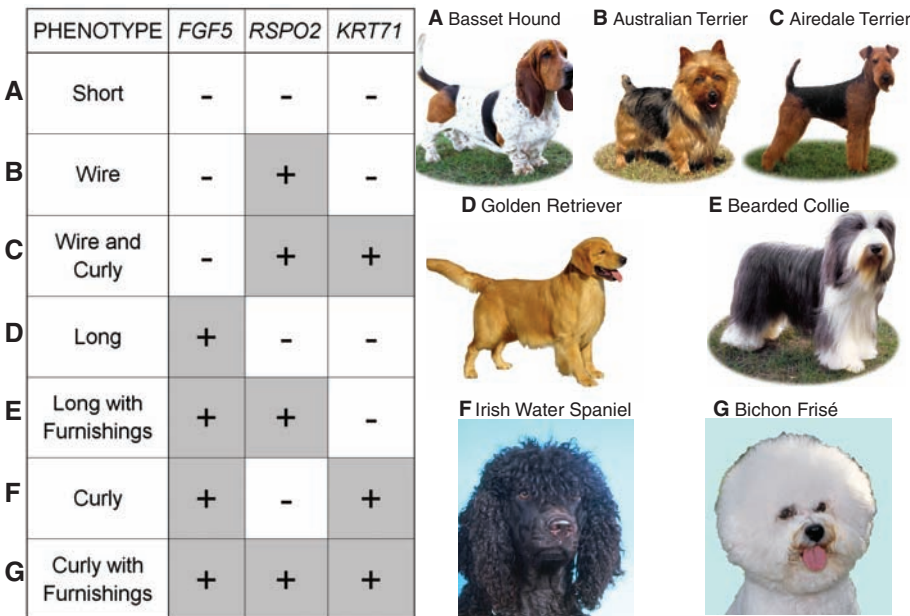 PHENOTYPE FGF5 RSPO2 KRT71
A Short - - -
B Wire - + -
C Wire and
Curly - + +
D Long + - -
E Long with
Furnishings + + -
F Curly + - +
G Curly with
Furnishings + + +
A Basset Hound B Australian Terrier C Airedale Terrier
D Golden Retriever E Bearded Collie
F Irish Water Spaniel G Bichon Frisé